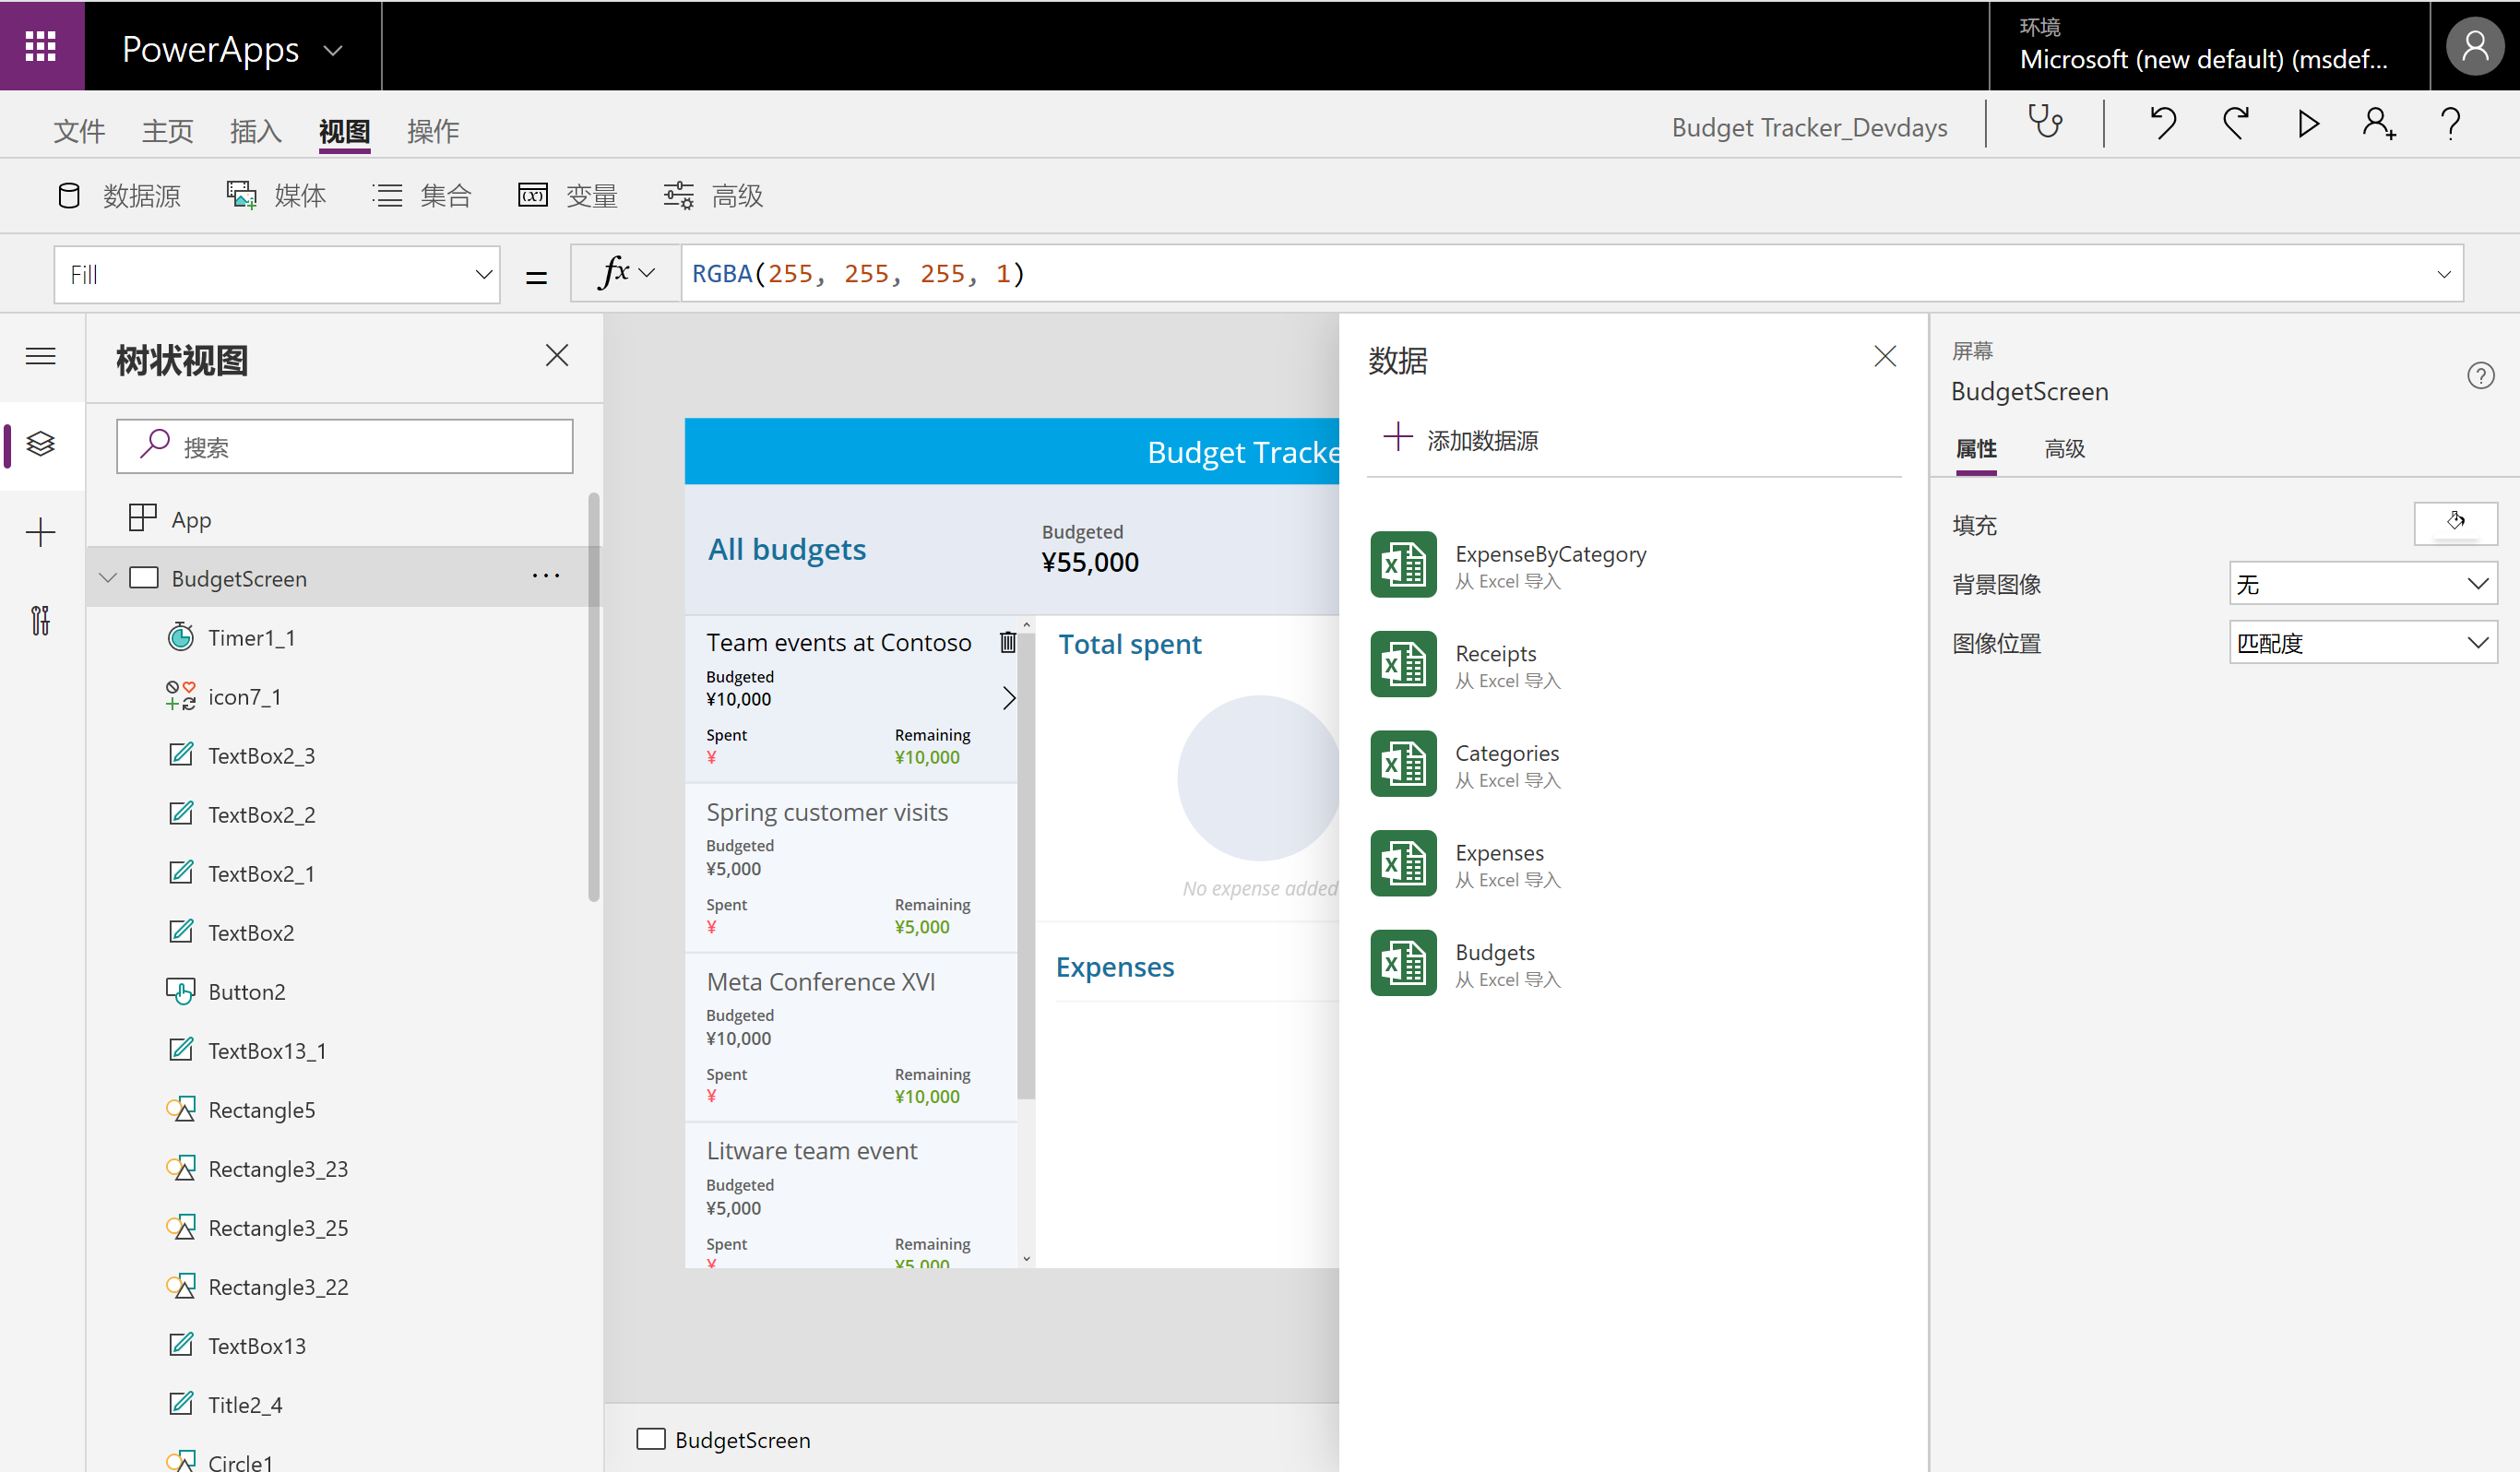 PowerApps
环境
Microsoft (new default) (msdef...
文件 主页 插入 视图 操作
Budget Tracker_Devdays
数据源 媒体 集合 变量 高级
Fill
=
fx
RGBA(255, 255, 255, 1)
树状视图
搜索
App
BudgetScreen
Timer1_1
icon7_1
TextBox2_3
TextBox2_2
TextBox2_1
TextBox2
Button2
TextBox13_1
Rectangle5
Rectangle3_23
Rectangle3_25
Rectangle3_22
TextBox13
Title2_4
Circle1
Budget Tracke
All budgets
Budgeted
¥55,000
Team events at Contoso
Budgeted
¥10,000
Spent Remaining
¥ ¥10,000
Spring customer visits
Budgeted
¥5,000
Spent Remaining
¥ ¥5,000
Meta Conference XVI
Budgeted
¥10,000
Spent Remaining
¥ ¥10,000
Litware team event
Budgeted
¥5,000
Spent Remaining
¥ ¥5,000
Total spent
No expense added
Expenses
BudgetScreen
数据
添加数据源
ExpenseByCategory
从 Excel 导入
Receipts
从 Excel 导入
Categories
从 Excel 导入
Expenses
从 Excel 导入
Budgets
从 Excel 导入
屏幕
BudgetScreen
属性 高级
填充
背景图像 无
图像位置 匹配度